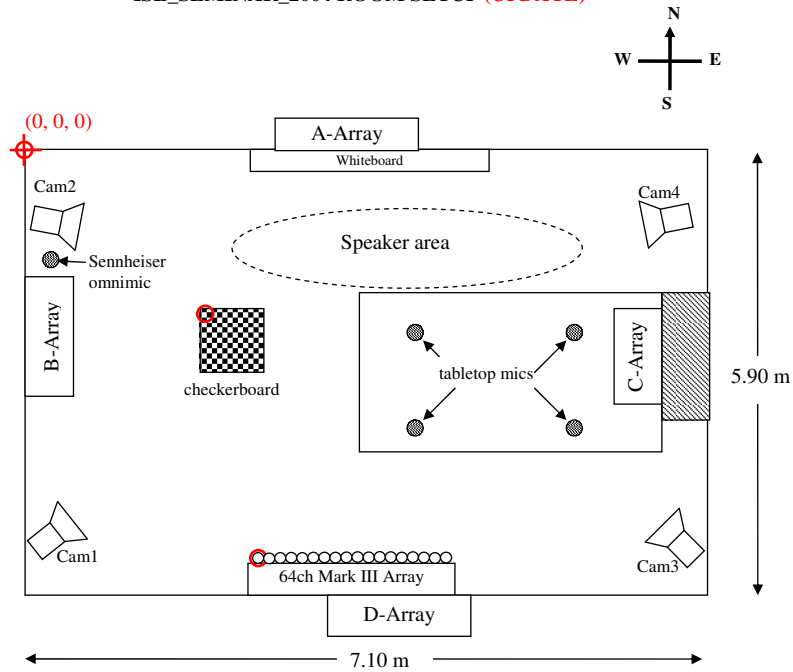 (UPDATE)
N
W E
S
(0, 0, 0)
A-Array
Whiteboard
Cam2
Cam4
Speaker area
Sennheiser
omnimic
B-Array
C-Array
tabletop mics
checkerboard
5.90 m
Cam1
Cam3
64ch Mark III Array
D-Array
7.10 m